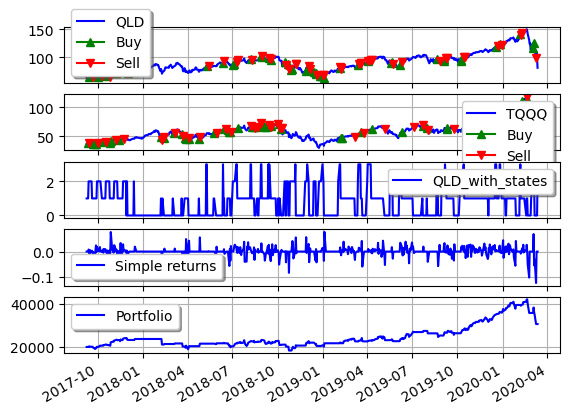 150
QLD
Buy
Sell
100
100
50
TQQQ
Buy
Sell
2
0
QLD_with_states
0.0
−0.1
Simple returns
40000
20000
Portfolio
2017-10 2018-01 2018-04 2018-07 2018-10 2019-01 2019-04 2019-07 2019-10 2020-01 2020-04